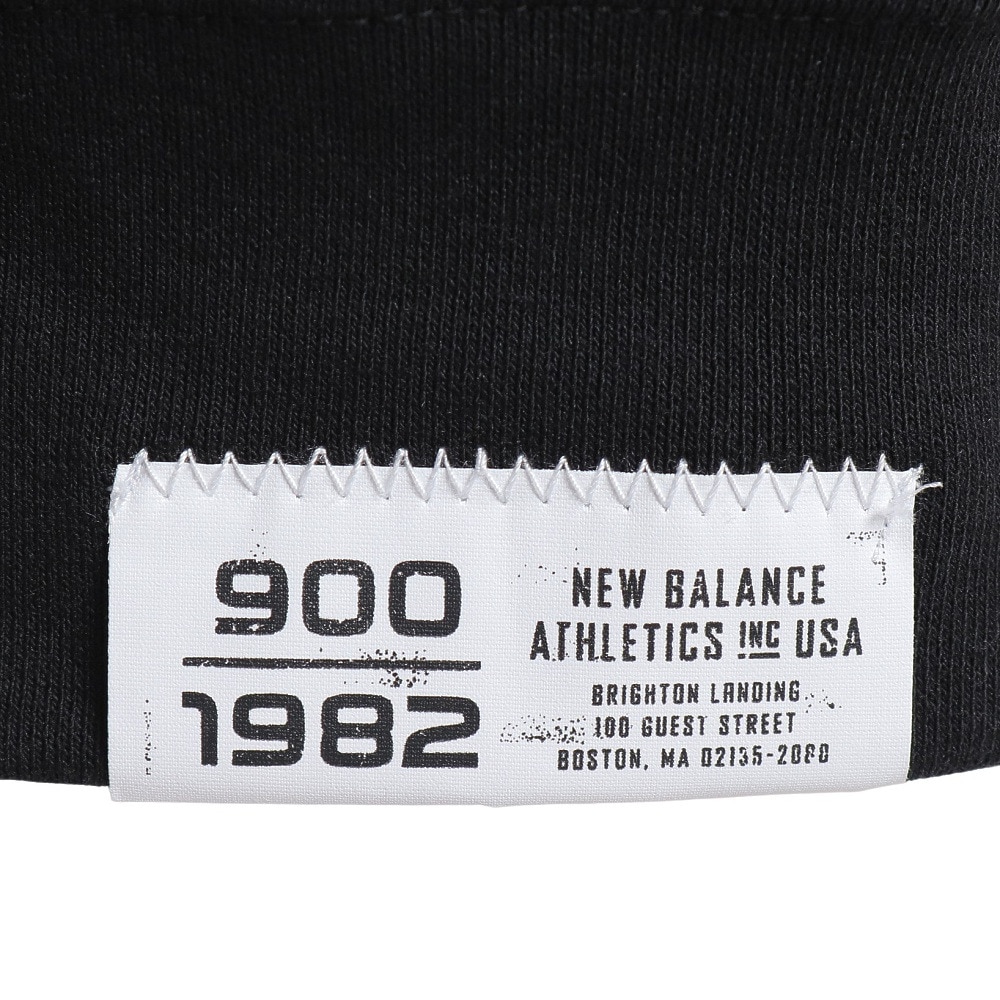 900
1982
NEW BALANCE
ATHLETICS INC USA
BRIGHTON LANDING
100 GUEST STREET
BOSTON, MA 02135-2080